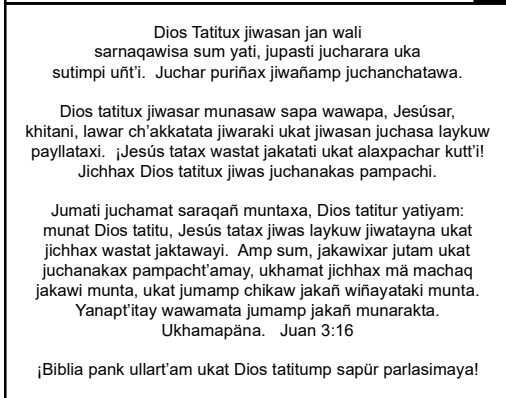 Dios Tatitux jiwasan jan wali
sarnaqawisa sum yati, jupasti jucharara uka
sutimpi uñt’i.  Juchar puriñax jiwañamp juchanchatawa.
Dios tatitux jiwasar munasaw sapa wawapa, Jesúsar,
khitani, lawar ch’akkatata jiwaraki ukat jiwasan juchasa laykuw
payllataxi.  ¡Jesús tatax wastat jakatati ukat alaxpachar kutt’i!
Jichhax Dios tatitux jiwas juchanakas pampachi.
Jumati juchamat saraqañ muntaxa, Dios tatitur yatiyam:
munat Dios tatitu, Jesús tatax jiwas laykuw jiwatayna ukat
jichhax wastat jaktawayi.  Amp sum, jakawixar jutam ukat
juchanakax pampacht’amay, ukhamat jichhax mä machaq
jakawi munta, ukat jumamp chikaw jakañ wiñayataki munta.
Yanapt’itay wawamata jumamp jakañ munarakta.
Ukhamapäna.   Juan 3:16
¡Biblia pank ullart’am ukat Dios tatitump sapür parlasimaya!